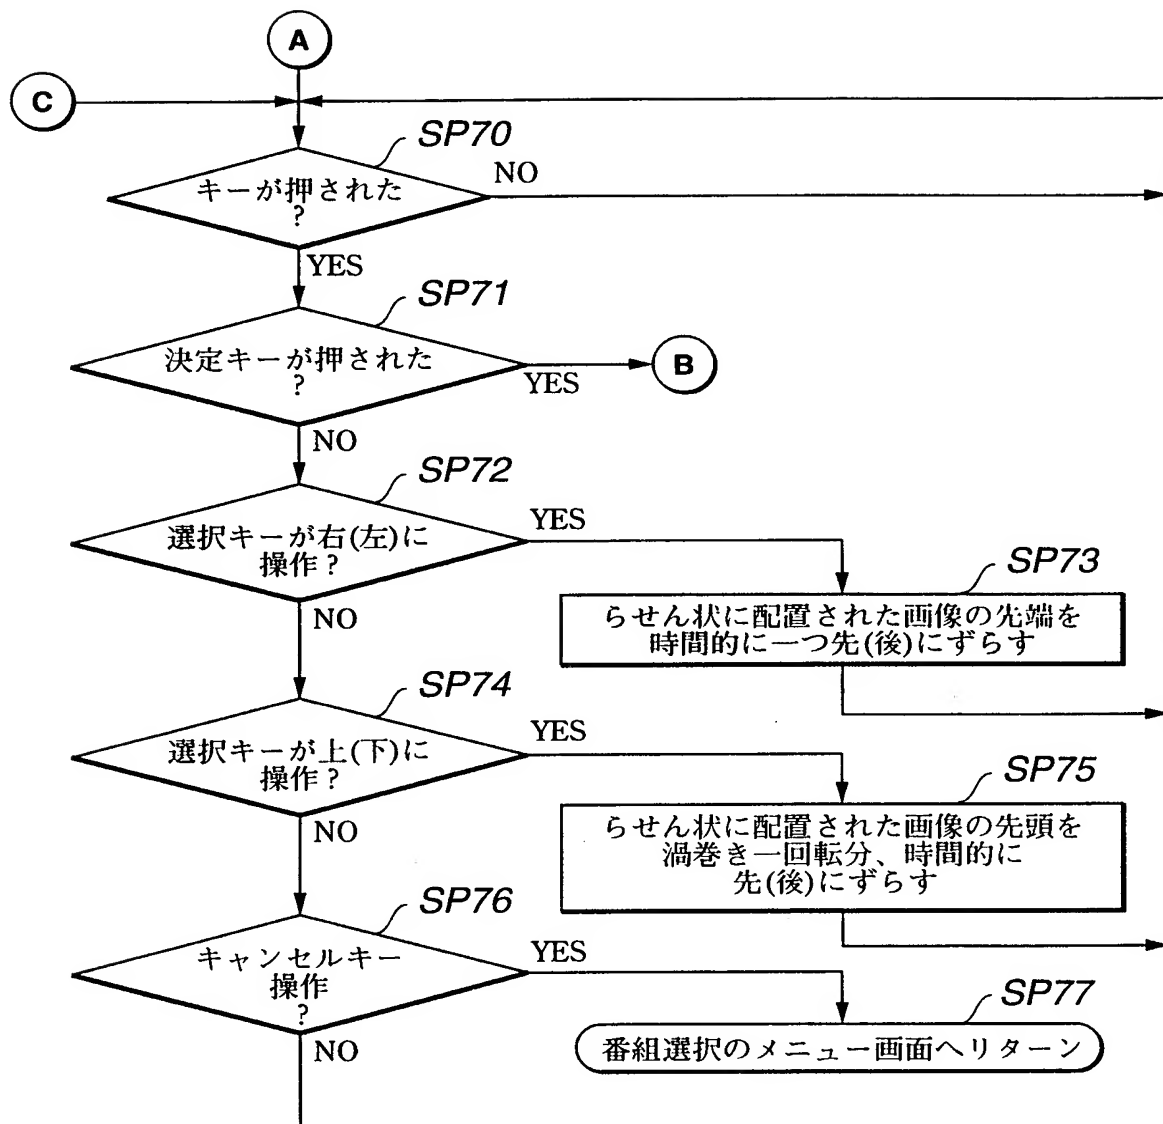 A
C
SP70
キーが押された
?
NO
YES
SP71
決定キーが押された
?
YES
B
NO
SP72
選択キーが右(左)に
操作?
YES
NO
SP73
らせん状に配置された画像の先端を
時間的に一つ先(後)にずらす
SP74
選択キーが上(下)に
操作?
YES
NO
SP75
らせん状に配置された画像の先頭を
渦巻き一回転分、時間的に
先(後)にずらす
SP76
キャンセルキー
操作
?
YES
NO
SP77
番組選択のメニュー画面へリターン